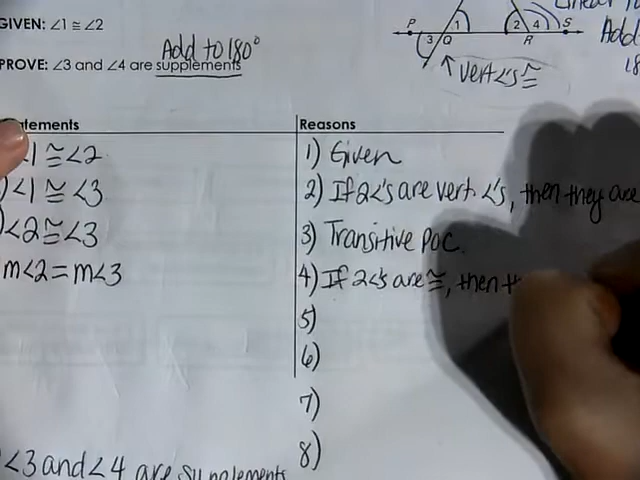 GIVEN: ∠1 ≅ ∠2
Add to 180°
PROVE: ∠3 and ∠4 are supplements
P
3
Q
1
2
4
R
S
Add
18
↑ Vert ∠'s ≅
tements
Reasons
∠1 ≅ ∠2
1) Given
) ∠1 ≅ ∠3
2) If 2∠'s are vert. ∠'s, then they are
) ∠2 ≅ ∠3
3) Transitive PoC
m∠2 = m∠3
4) If 2∠'s are ≅, then t
5)
6)
7)
8)
∠3 and ∠4 are supplements